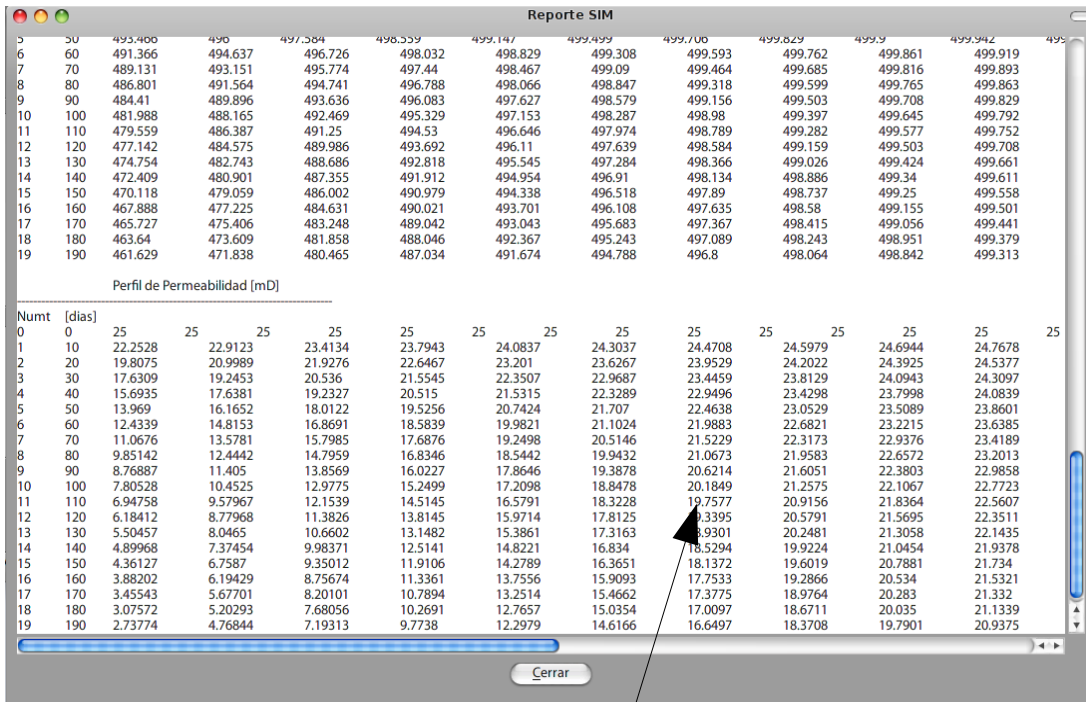 Reporte SIM
5 50 493.466 496 497.584 498.559 499.147 499.499 499.706 499.829 499.9 499.942 499
6 60 491.366 494.637 496.726 498.032 498.829 499.308 499.593 499.762 499.861 499.919
7 70 489.131 493.151 495.774 497.44 498.467 499.09 499.464 499.685 499.816 499.893
8 80 486.801 491.564 494.741 496.788 498.066 498.847 499.318 499.599 499.765 499.863
9 90 484.41 489.896 493.636 496.083 497.627 498.579 499.156 499.503 499.708 499.829
10 100 481.988 488.165 492.469 495.329 497.153 498.287 498.98 499.397 499.645 499.792
11 110 479.559 486.387 491.25 494.53 496.646 497.974 498.789 499.282 499.577 499.752
12 120 477.142 484.575 489.986 493.692 496.11 497.639 498.584 499.159 499.503 499.708
13 130 474.754 482.743 488.686 492.818 495.545 497.284 498.366 499.026 499.424 499.661
14 140 472.409 480.901 487.355 491.912 494.954 496.91 498.134 498.886 499.34 499.611
15 150 470.118 479.059 486.002 490.979 494.338 496.518 497.89 498.737 499.25 499.558
16 160 467.888 477.225 484.631 490.021 493.701 496.108 497.635 498.58 499.155 499.501
17 170 465.727 475.406 483.248 489.042 493.043 495.683 497.367 498.415 499.056 499.441
18 180 463.64 473.609 481.858 488.046 492.367 495.243 497.089 498.243 498.951 499.379
19 190 461.629 471.838 480.465 487.034 491.674 494.788 496.8 498.064 498.842 499.313
Perfil de Permeabilidad [mD]
Numt [dias]
0 0 25 25 25 25 25 25 25 25 25 25 25 25 25 25
1 10 22.2528 22.9123 23.4134 23.7943 24.0837 24.3037 24.4708 24.5979 24.6944 24.7678
2 20 19.8075 20.9989 21.9276 22.6467 23.201 23.6267 23.9529 24.2022 24.3925 24.5377
3 30 17.6309 19.2453 20.536 21.5545 22.3507 22.9687 23.4459 23.8129 24.0943 24.3097
4 40 15.6935 17.6381 19.2327 20.515 21.5315 22.3289 22.9496 23.4298 23.7998 24.0839
5 50 13.969 16.1652 18.0122 19.5256 20.7424 21.707 22.4638 23.0529 23.5089 23.8601
6 60 12.4339 14.8153 16.8691 18.5839 19.9821 21.1024 21.9883 22.6821 23.2215 23.6385
7 70 11.0676 13.5781 15.7985 17.6876 19.2498 20.5146 21.5229 22.3173 22.9376 23.4189
8 80 9.85142 12.4442 14.7959 16.8346 18.5442 19.9432 21.0673 21.9583 22.6572 23.2013
9 90 8.76887 11.405 13.8569 16.0227 17.8646 19.3878 20.6214 21.6051 22.3803 22.9858
10 100 7.80528 10.4525 12.9775 15.2499 17.2098 18.8478 20.1849 21.2575 22.1067 22.7723
11 110 6.94758 9.57967 12.1539 14.5145 16.5791 18.3228 19.7577 20.9156 21.8364 22.5607
12 120 6.18412 8.77968 11.3826 13.8145 15.9714 17.8125 19.3395 20.5791 21.5695 22.3511
13 130 5.50457 8.0465 10.6602 13.1482 15.3861 17.3163 18.9301 20.2481 21.3058 22.1435
14 140 4.89968 7.37454 9.98371 12.5141 14.8221 16.834 18.5294 19.9224 21.0454 21.9378
15 150 4.36127 6.7587 9.35012 11.9106 14.2789 16.3651 18.1372 19.6019 20.7881 21.734
16 160 3.88202 6.19429 8.75674 11.3361 13.7556 15.9093 17.7533 19.2866 20.534 21.5321
17 170 3.45543 5.67701 8.20101 10.7894 13.2514 15.4662 17.3775 18.9764 20.283 21.332
18 180 3.07572 5.20293 7.68056 10.2691 12.7657 15.0354 17.0097 18.6711 20.035 21.1339
19 190 2.73774 4.76844 7.19313 9.7738 12.2979 14.6166 16.6497 18.3708 19.7901 20.9375
Cerrar